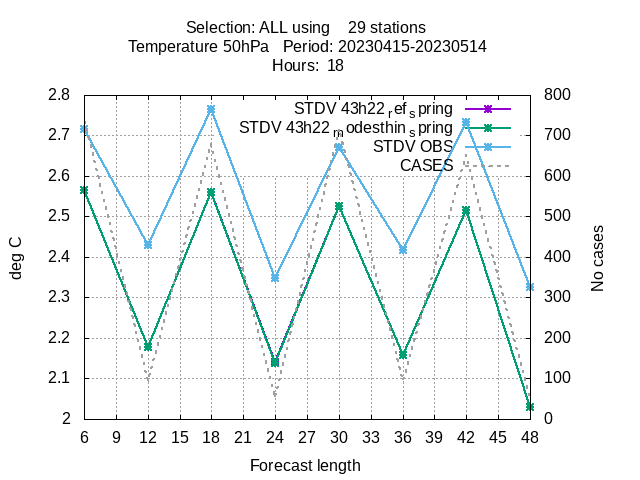 Selection: ALL using 29 stations
Temperature 50hPa Period: 20230415-20230514
Hours: 18
2.8 800
STDV 43h22_ref_spring
2.7 STDV 43h22_modesthin_spring 700
STDV OBS
CASES
2.6 600
2.5 500
2.4 400
2.3 300
2.2 200
2.1 100
2 0
deg C
No cases
6 9 12 15 18 21 24 27 30 33 36 39 42 45 48
Forecast length